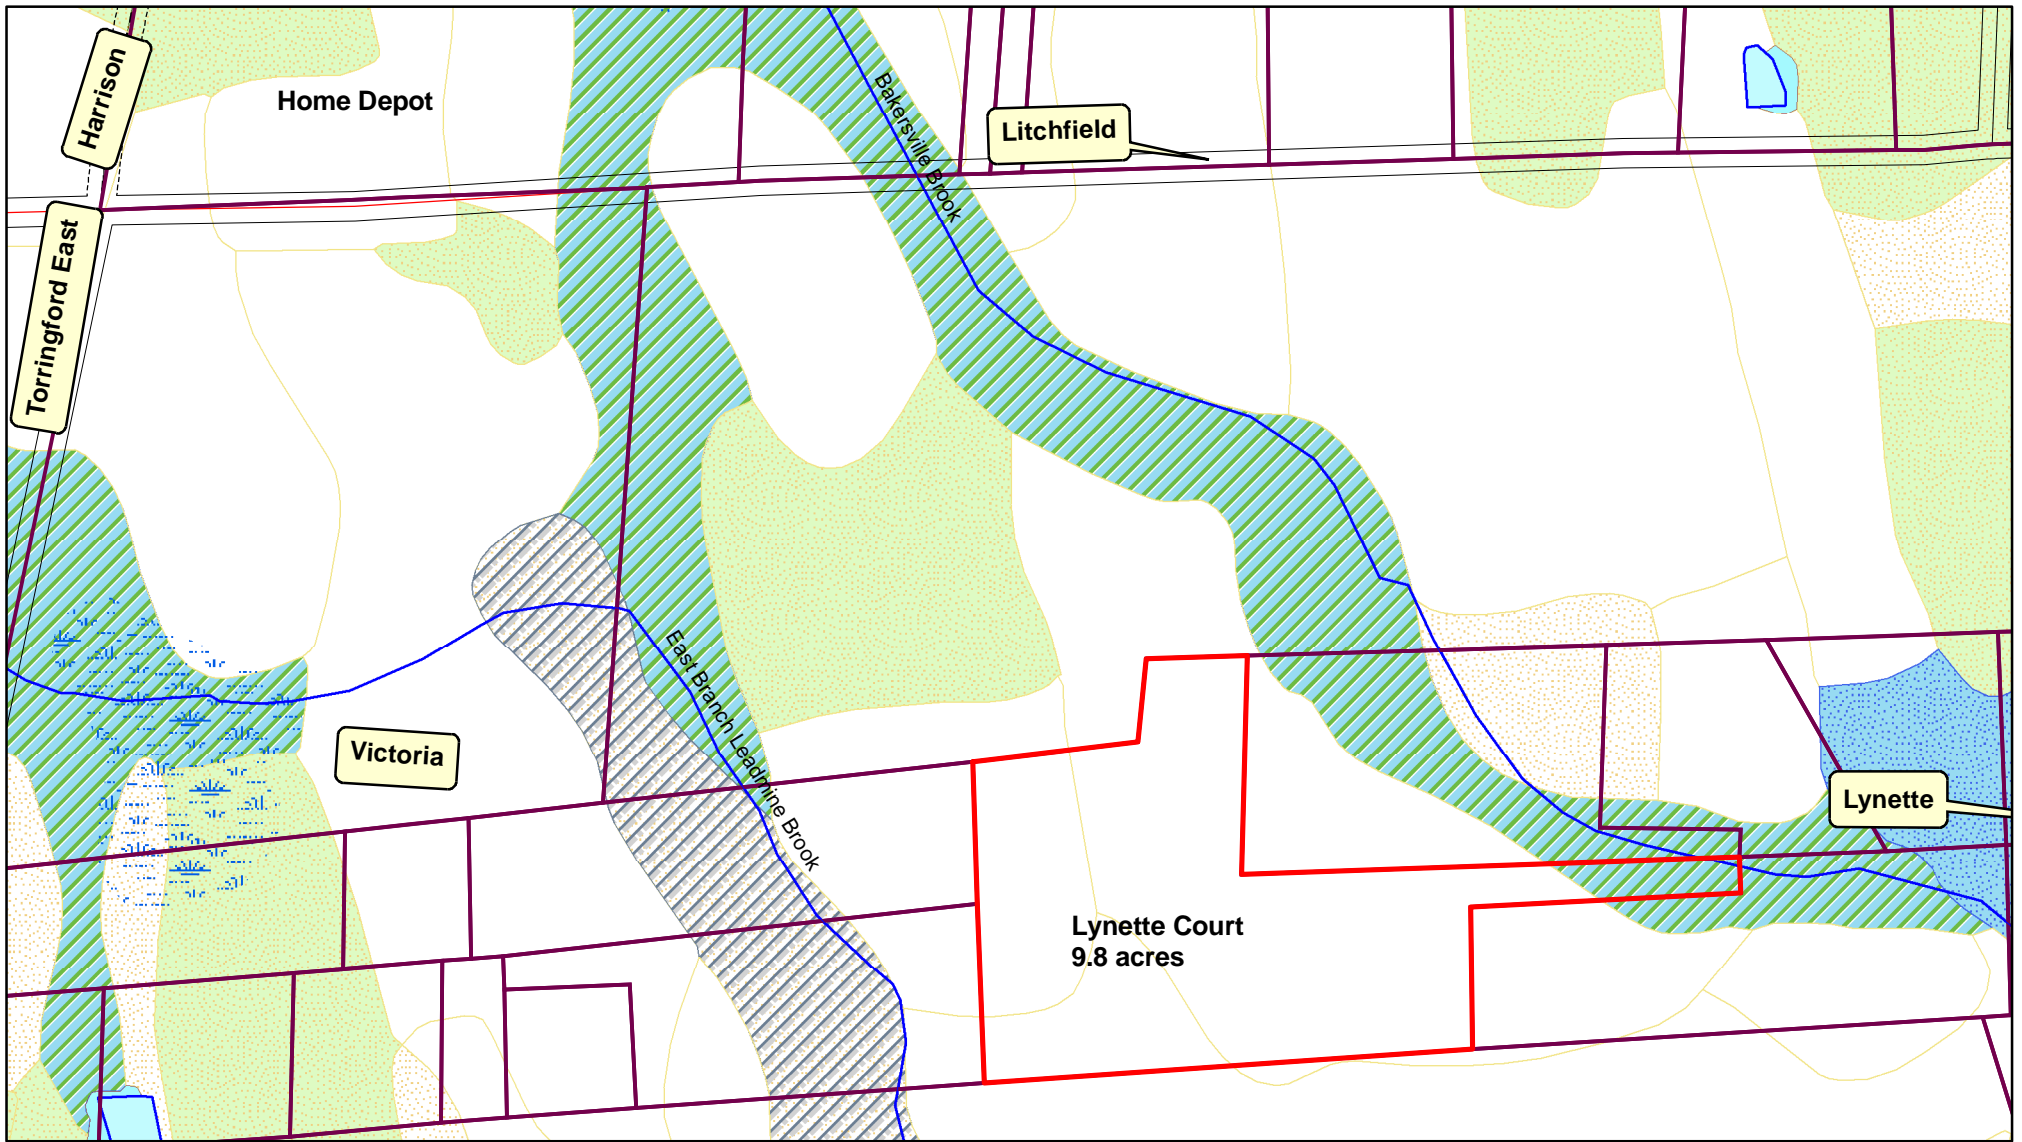 Harrison
Home Depot
Bakersville Brook
Litchfield
Torringford East
East Branch Leadmine Brook
Victoria
Lynette
Lynette Court
9.8 acres